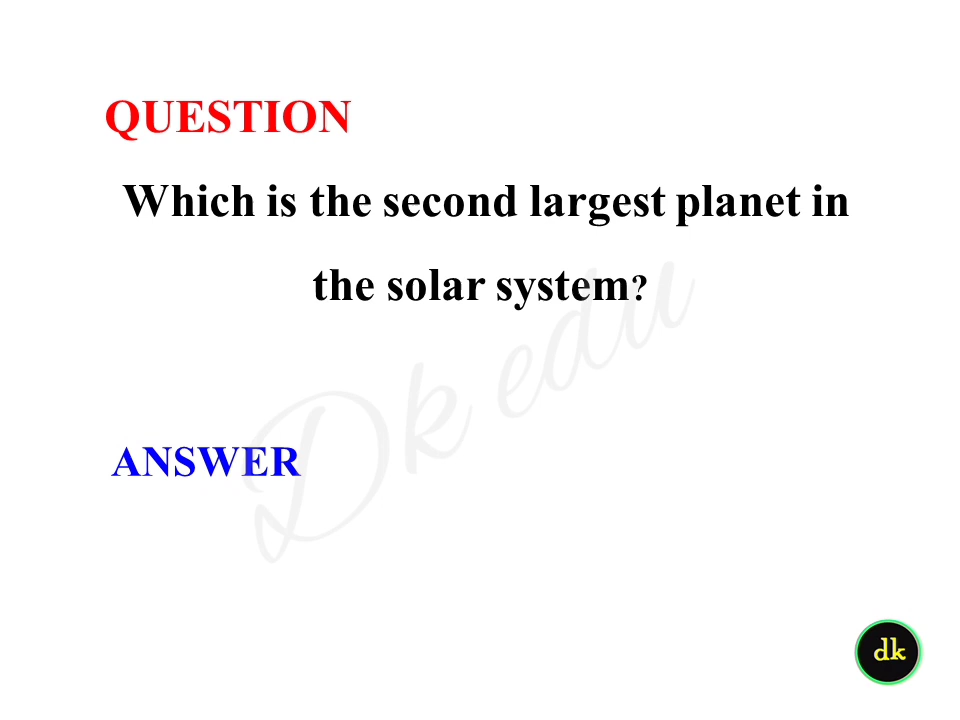 QUESTION
Which is the second largest planet in
the solar system?
Dk edu
ANSWER
dk